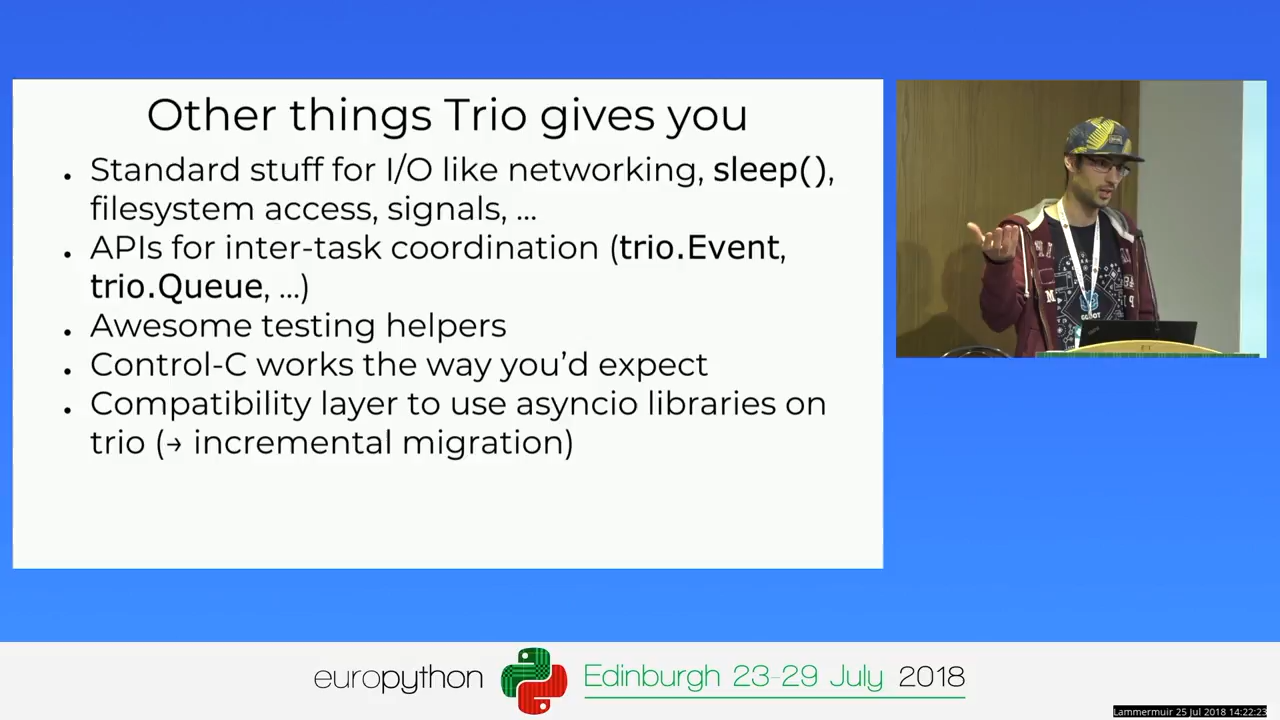 Other things Trio gives you
• Standard stuff for I/O like networking, sleep(),
filesystem access, signals, ...
• APIs for inter-task coordination (trio.Event,
trio.Queue, ...)
• Awesome testing helpers
• Control-C works the way you’d expect
• Compatibility layer to use asyncio libraries on
trio (→ incremental migration)
europython
Edinburgh 23-29 July 2018
Lammermuir 25 Jul 2018 14:22:23